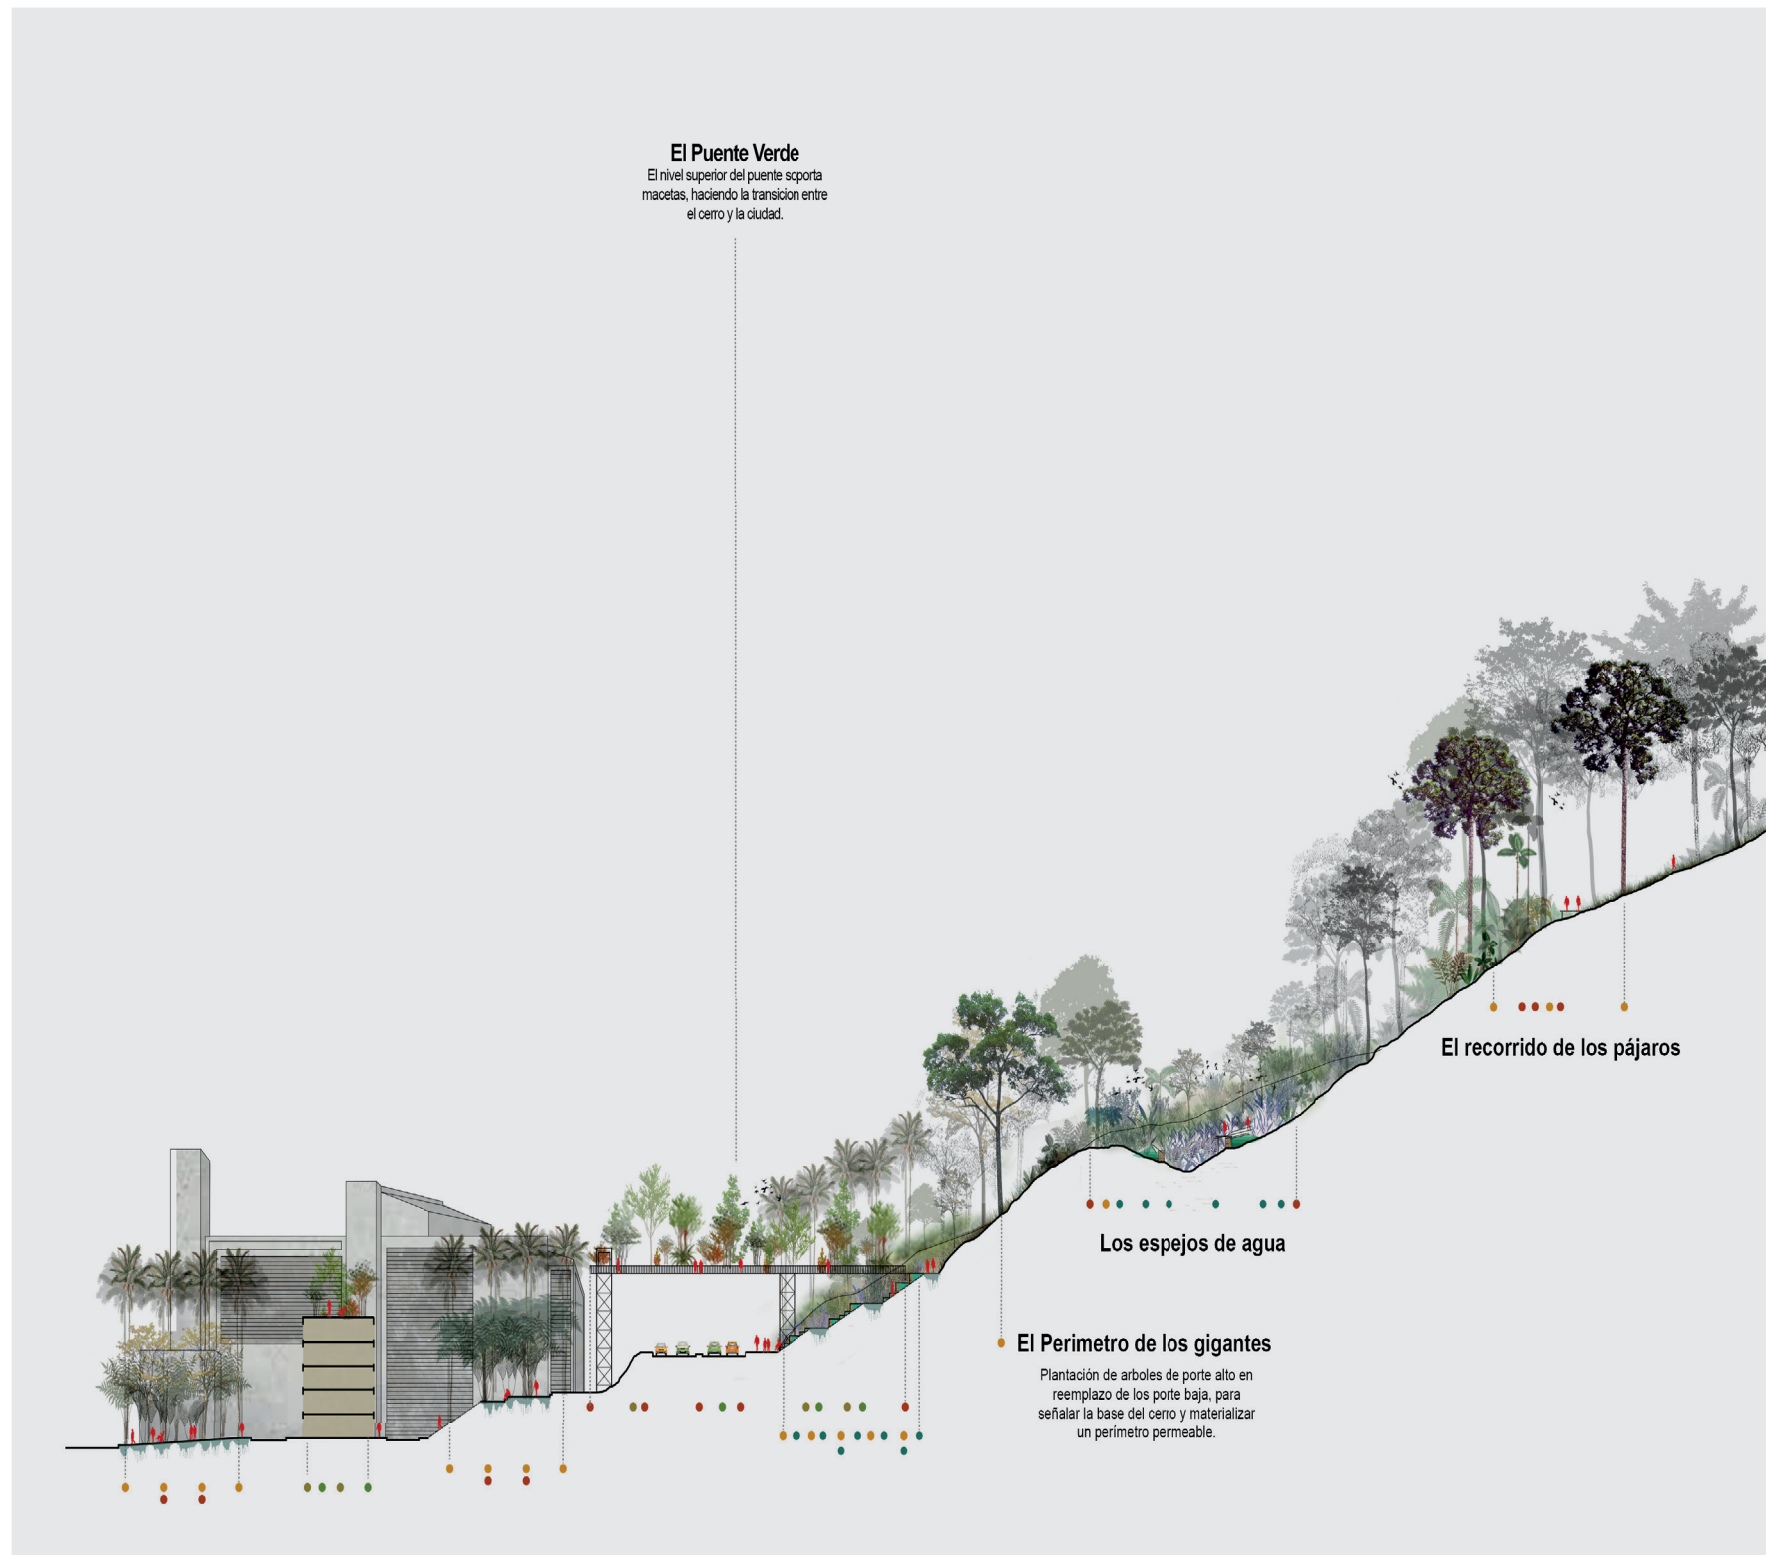 El Puente Verde
El nivel superior del puente soporta
macetas, haciendo la transicion entre
el cerro y la ciudad.
El recorrido de los pájaros
Los espejos de agua
El Perimetro de los gigantes
Plantación de arboles de porte alto en
reemplazo de los porte baja, para
señalar la base del cerro y materializar
un perímetro permeable.